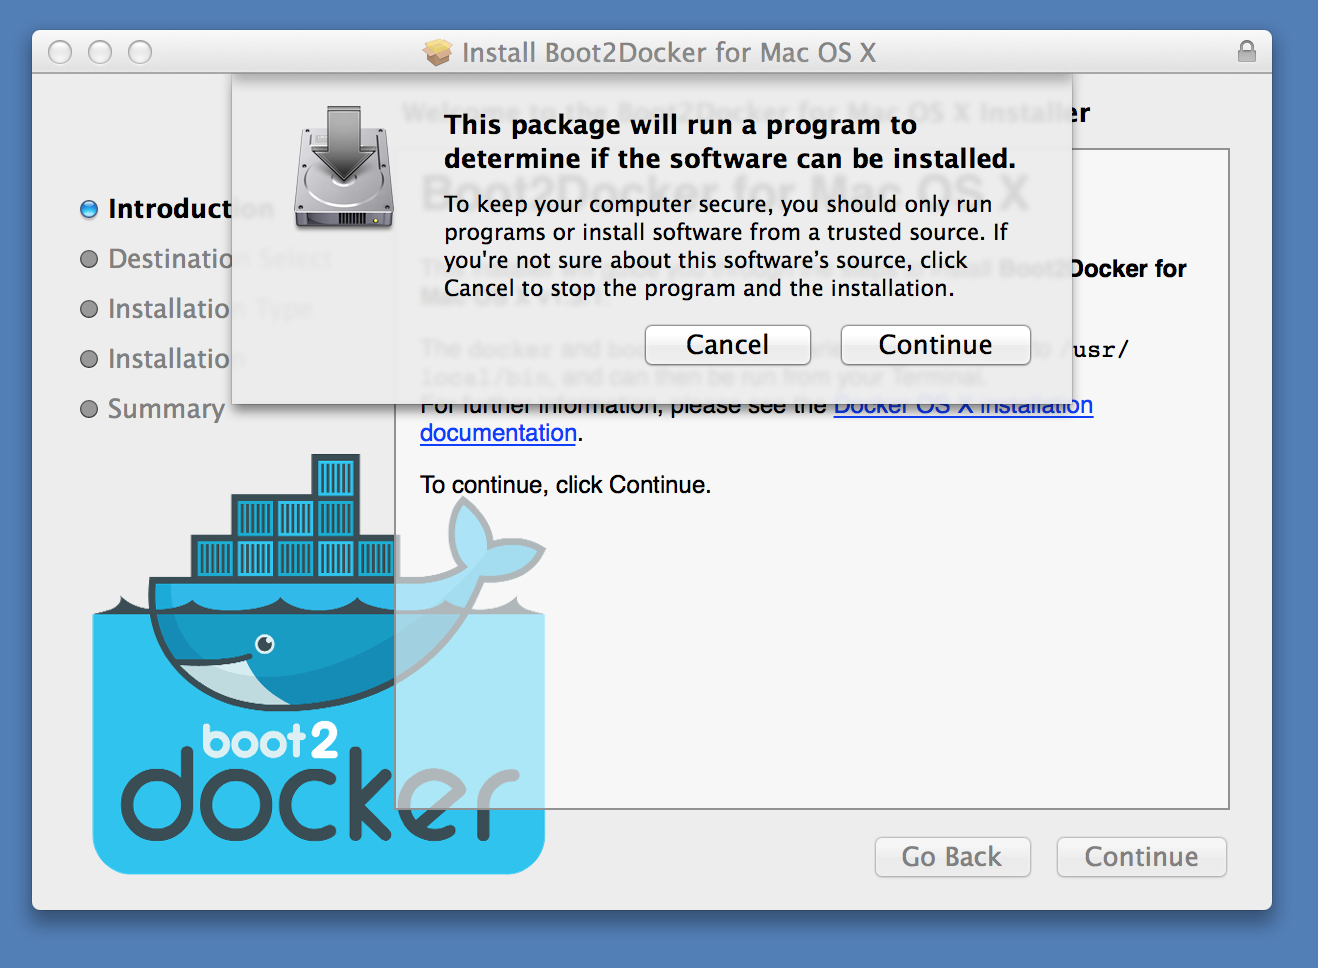 Install Boot2Docker for Mac OS X
Welcome to the Boot2Docker for Mac OS X Installer
This package will run a program to
determine if the software can be installed.
To keep your computer secure, you should only run
programs or install software from a trusted source. If
you're not sure about this software's source, click
Cancel to stop the program and the installation.
Cancel
Continue
Introduction
Destination Select
Installation Type
Installation
Summary
Boot2Docker for Mac OS X
install Boot2Docker for
Mac OS X
The docker and
to /usr/
local/bin, and can then be run from your Terminal.
For further information, please see the Docker OS X installation
documentation.
To continue, click Continue.
boot2
docker
Go Back
Continue